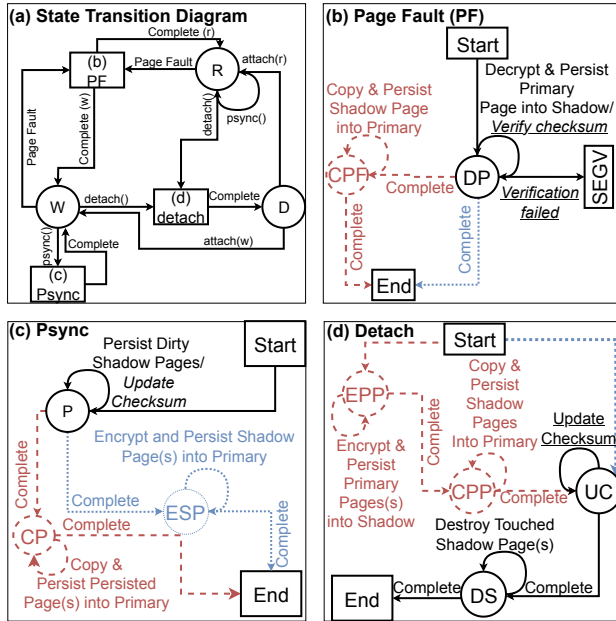 (a) State Transition Diagram
Complete (r)
(b)
PF
Page Fault
R
attach(r)
psync()
Page Fault
Complete (w)
detach()
W
detach()
(d)
detach
Complete
D
attach(w)
psync()
Complete
(c)
Psync
(b) Page Fault (PF)
Start
Decrypt & Persist
Primary
Page into Shadow/
Verify checksum
Copy & Persist
Shadow Page
into Primary
CPF
Complete
DP
SEGV
Verification
failed
Complete
Complete
End
(c) Psync
Start
Persist Dirty
Shadow Pages/
Update
Checksum
P
Complete
Encrypt and Persist Shadow
Page(s) into Primary
Complete
ESP
Complete
CP
Complete
Copy &
Persist Persisted
Page(s) into Primary
End
(d) Detach
Start
EPP
Encrypt &
Persist
Primary
Pages(s)
into Shadow
Complete
Copy &
Persist
Shadow
Pages
Into Primary
CPP
Complete
Update
Checksum
UC
Complete
Destroy Touched
Shadow Page(s)
DS
Complete
Complete
End